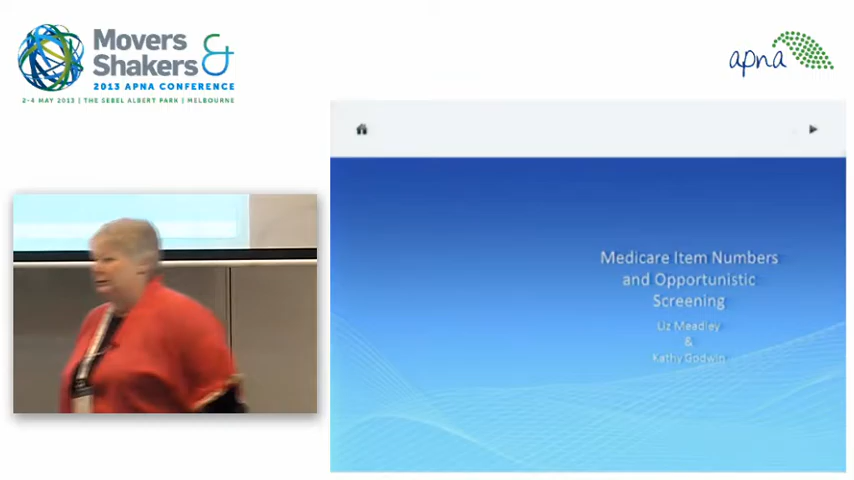 Movers
Shakers &
2013 APNA CONFERENCE
2-4 MAY 2013 | THE SEBEL ALBERT PARK | MELBOURNE
apna
Medicare Item Numbers
and Opportunistic
Screening
Liz Meadley
&
Kathy Godwin